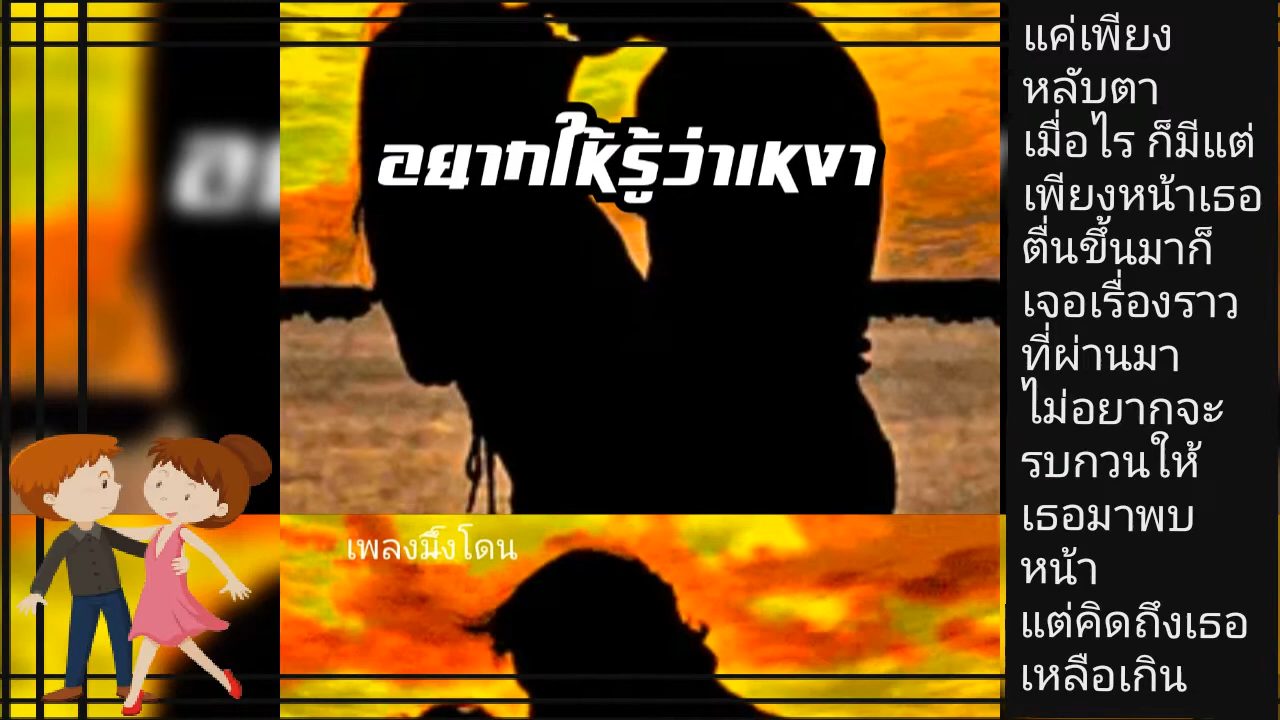 อยากให้รู้ว่าเหงา
เพลงนึ่งโดน
แค่เพียง
หลับตา
เมื่อไร ก็มีแต่
เพียงหน้าเธอ
ตื่นขึ้นมาก็
เจอเรื่องราว
ที่ผ่านมา
ไม่อยากจะ
รบกวนให้
เธอมาพบ
หน้า
แต่คิดถึงเธอ
เหลือเกิน